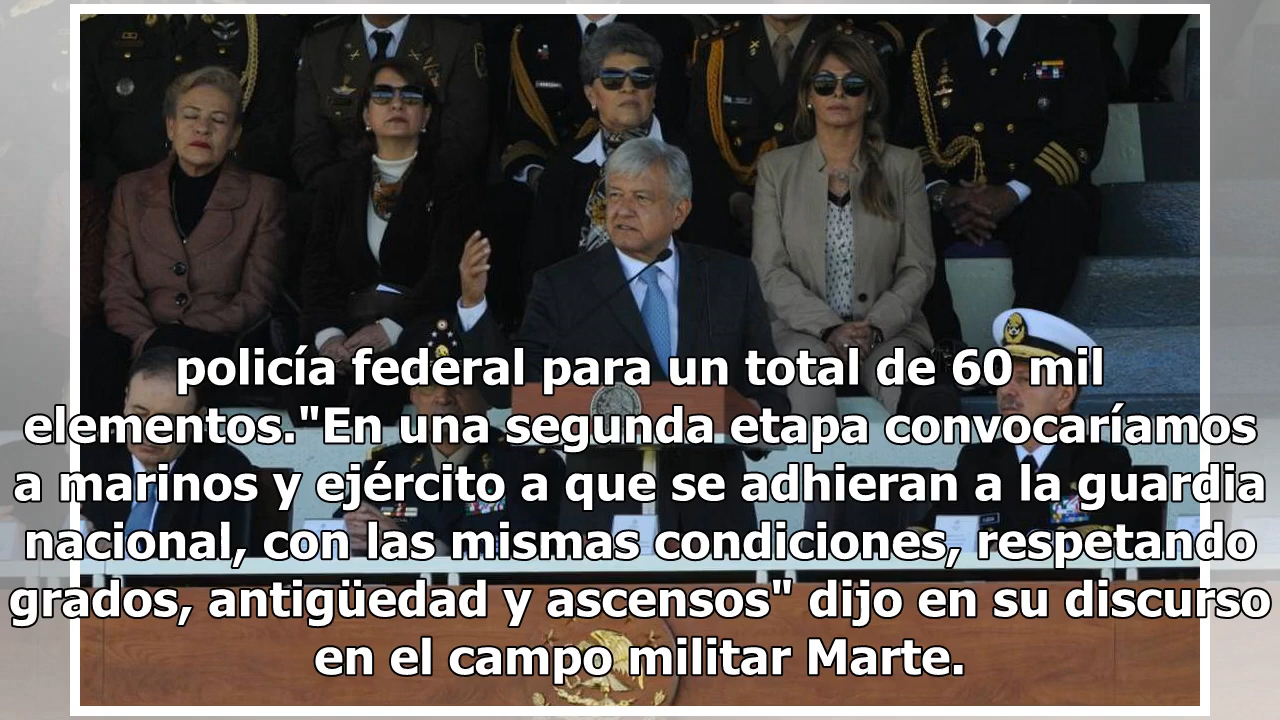 policía federal para un total de 60 mil
elementos."En una segunda etapa convocaríamos
a marinos y ejército a que se adhieran a la guardia
nacional, con las mismas condiciones, respetando
grados, antigüedad y ascensos" dijo en su discurso
en el campo militar Marte.